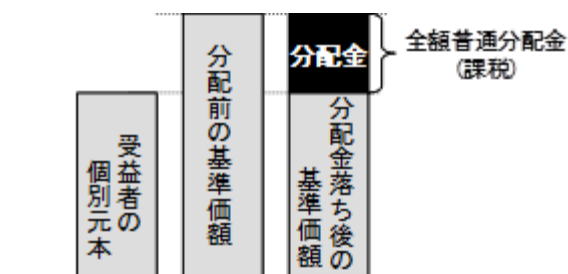 受益者の
個別元本
分配前の基準価額
分配金
分配金落ち後の
基準価額
全額普通分配金
(課税)